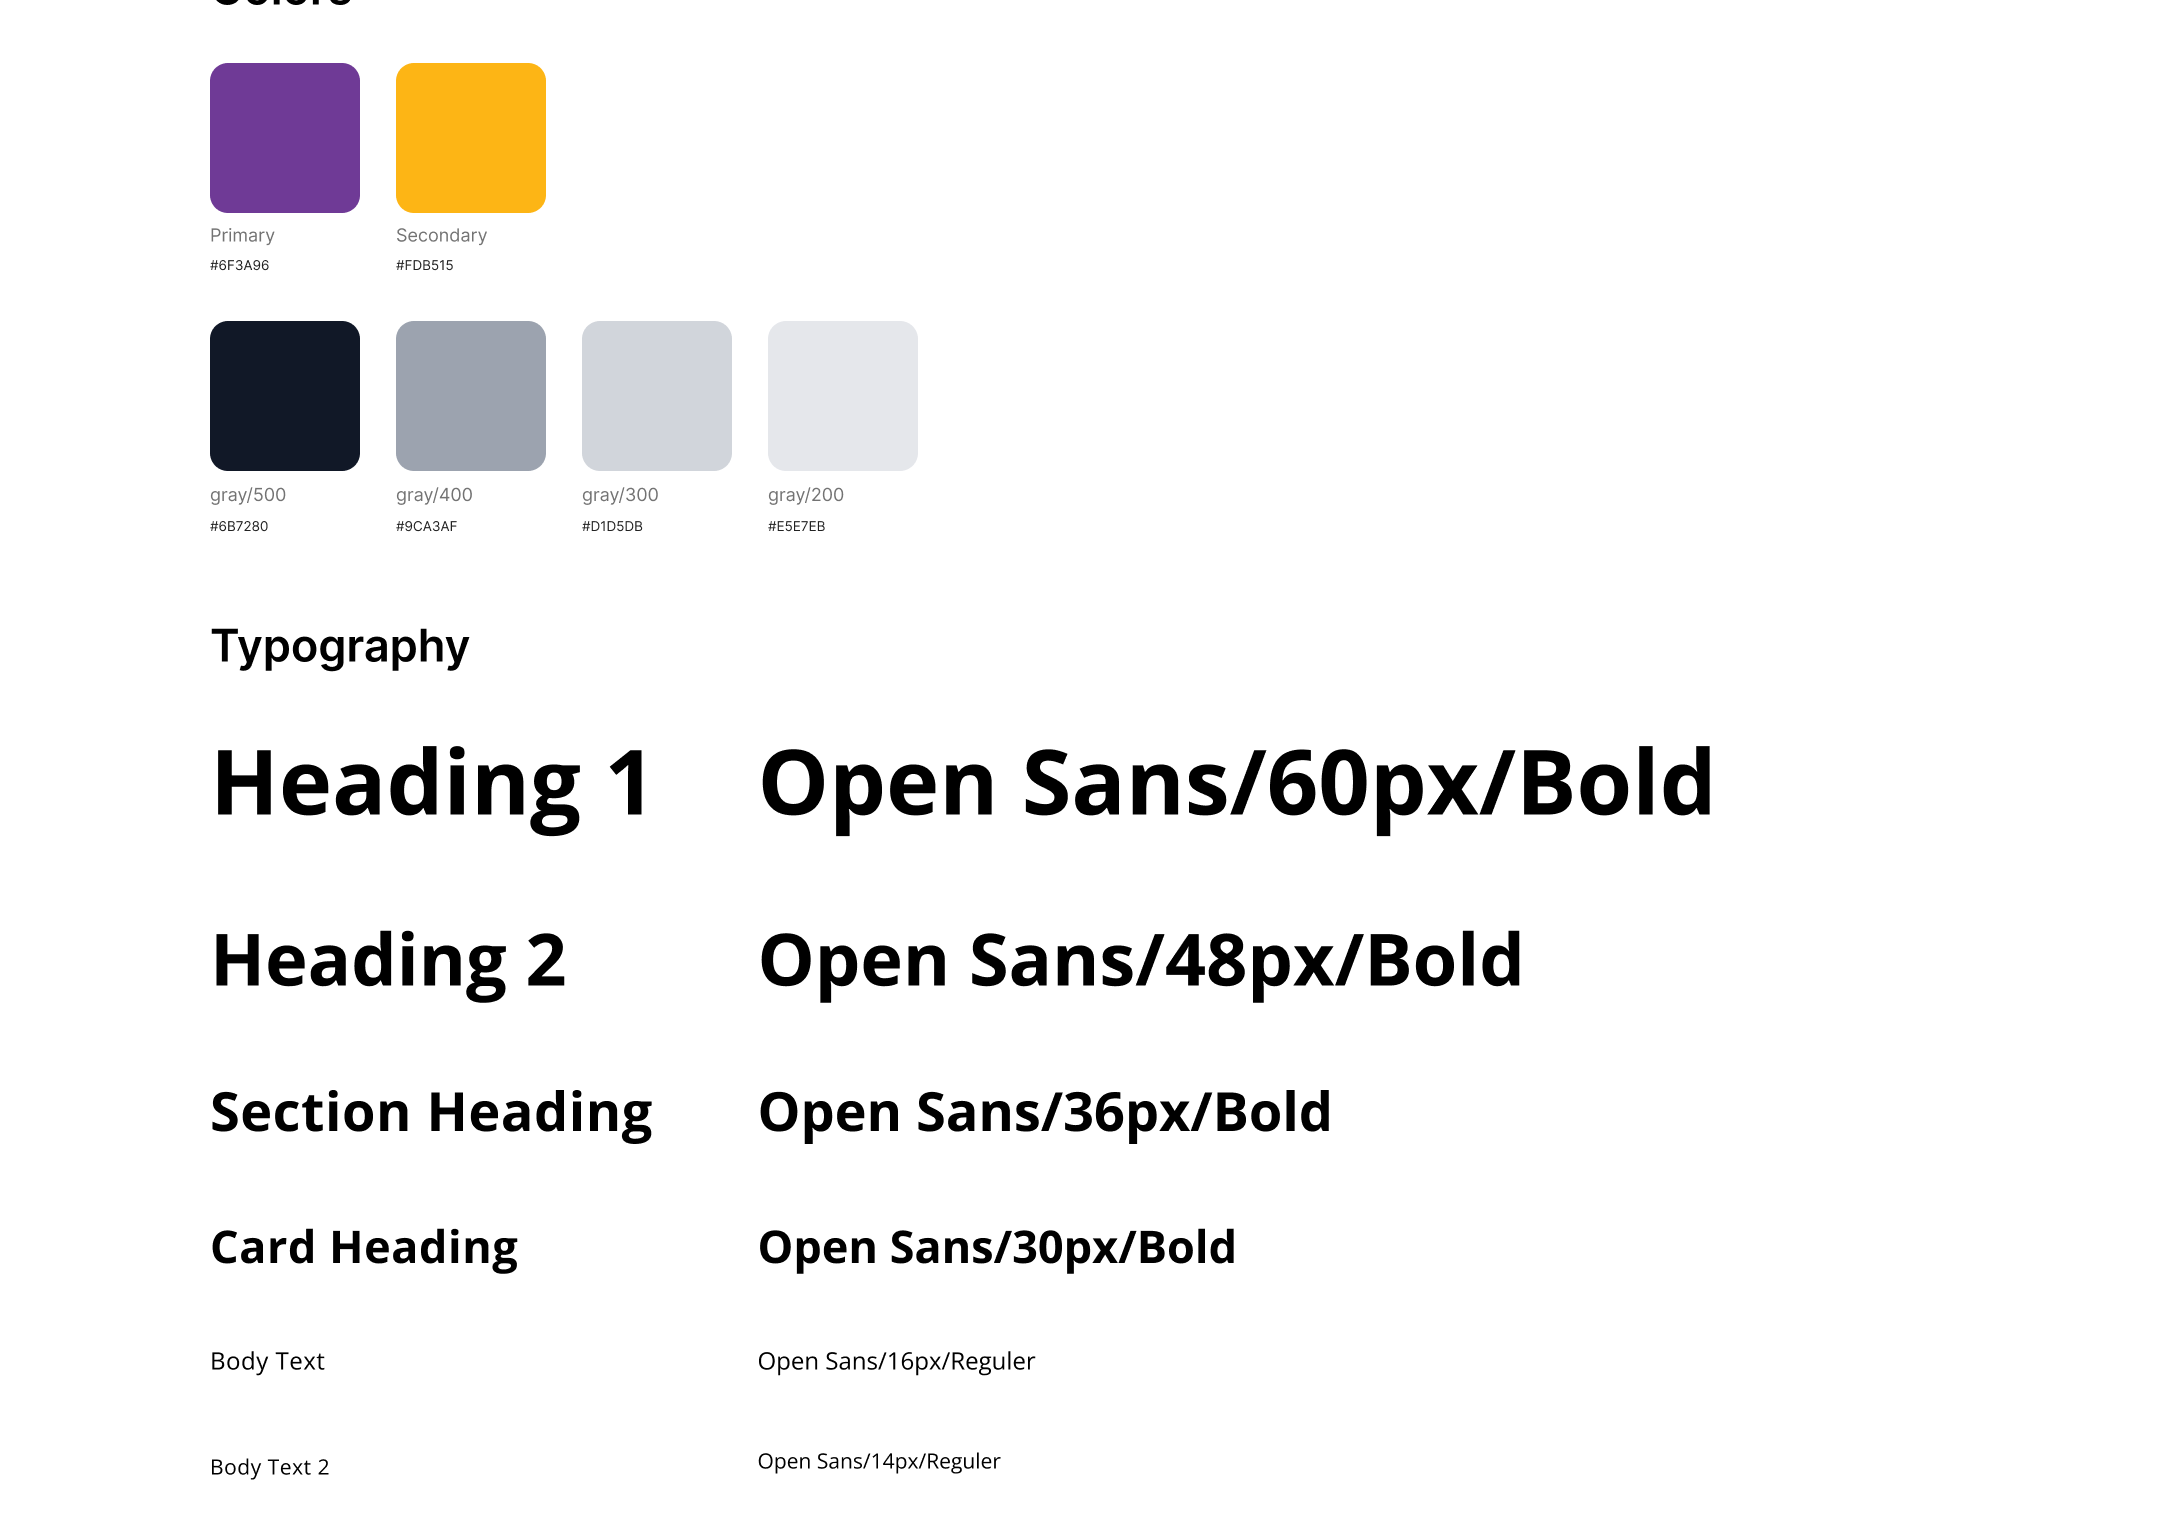 Colors
Primary
Secondary
#6F3A96
#FDB515
gray/500
gray/400
gray/300
gray/200
#6B7280
#9CA3AF
#D1D5DB
#E5E7EB
Typography
Heading 1
Open Sans/60px/Bold
Heading 2
Open Sans/48px/Bold
Section Heading
Open Sans/36px/Bold
Card Heading
Open Sans/30px/Bold
Body Text
Open Sans/16px/Reguler
Body Text 2
Open Sans/14px/Reguler